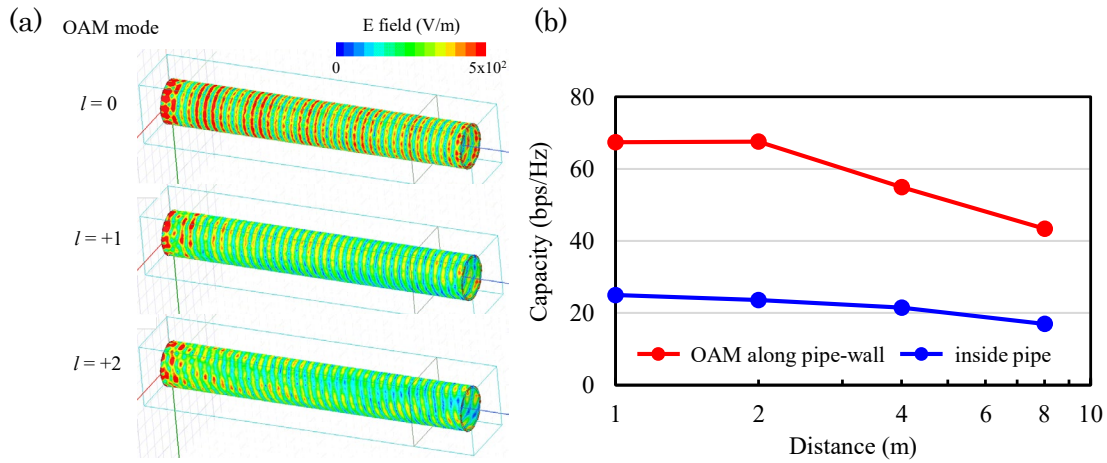 (a)
OAM mode
E field (V/m)
0
5x10²
l = 0
l = +1
l = +2
(b)
Capacity (bps/Hz)
80
60
40
20
0
OAM along pipe-wall
inside pipe
1
2
4
6
8
10
Distance (m)